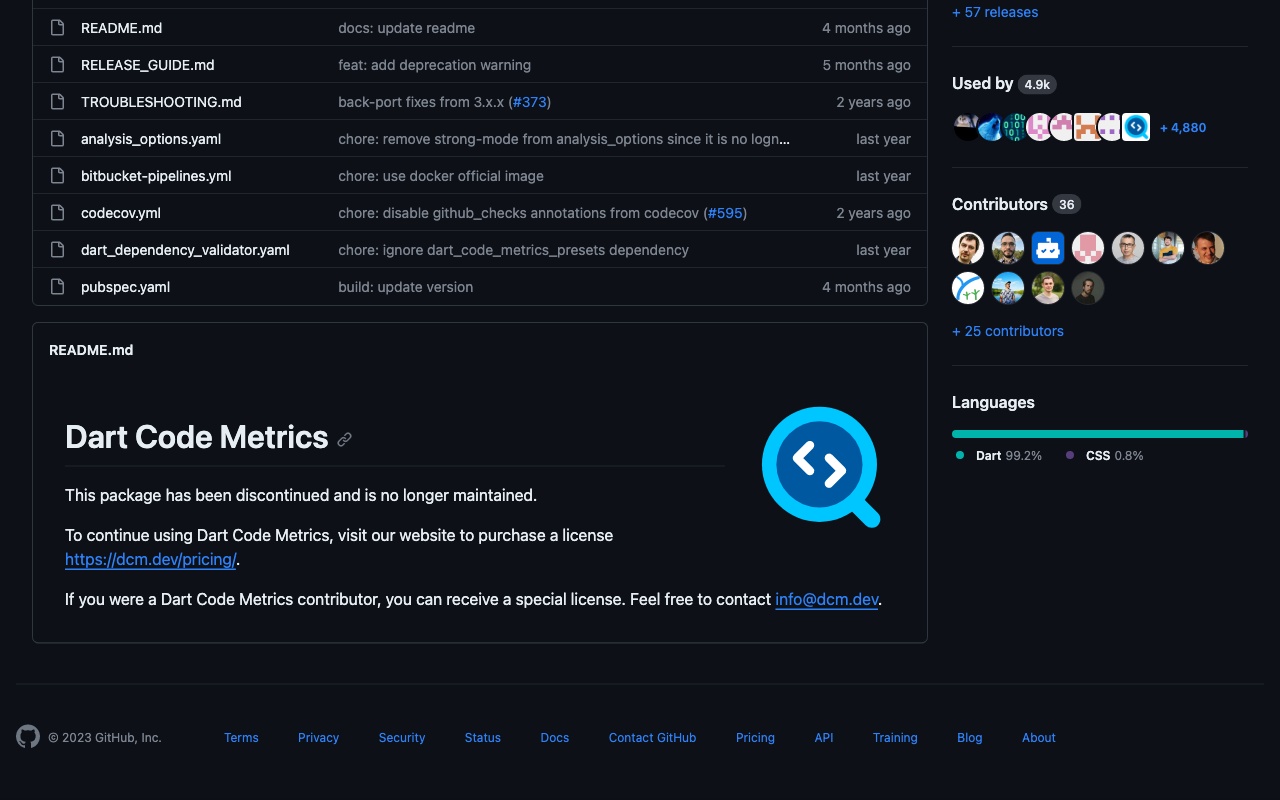 README.md docs: update readme 4 months ago
RELEASE_GUIDE.md feat: add deprecation warning 5 months ago
TROUBLESHOOTING.md back-port fixes from 3.x.x (#373) 2 years ago
analysis_options.yaml chore: remove strong-mode from analysis_options since it is no logn... last year
bitbucket-pipelines.yml chore: use docker official image last year
codecov.yml chore: disable github_checks annotations from codecov (#595) 2 years ago
dart_dependency_validator.yaml chore: ignore dart_code_metrics_presets dependency last year
pubspec.yaml build: update version 4 months ago
README.md
Dart Code Metrics
This package has been discontinued and is no longer maintained.
To continue using Dart Code Metrics, visit our website to purchase a license
https://dcm.dev/pricing/.
If you were a Dart Code Metrics contributor, you can receive a special license. Feel free to contact info@dcm.dev.
+ 57 releases
Used by 4.9k
+ 4,880
Contributors 36
+ 25 contributors
Languages
Dart 99.2% CSS 0.8%
© 2023 GitHub, Inc. Terms Privacy Security Status Docs Contact GitHub Pricing API Training Blog About